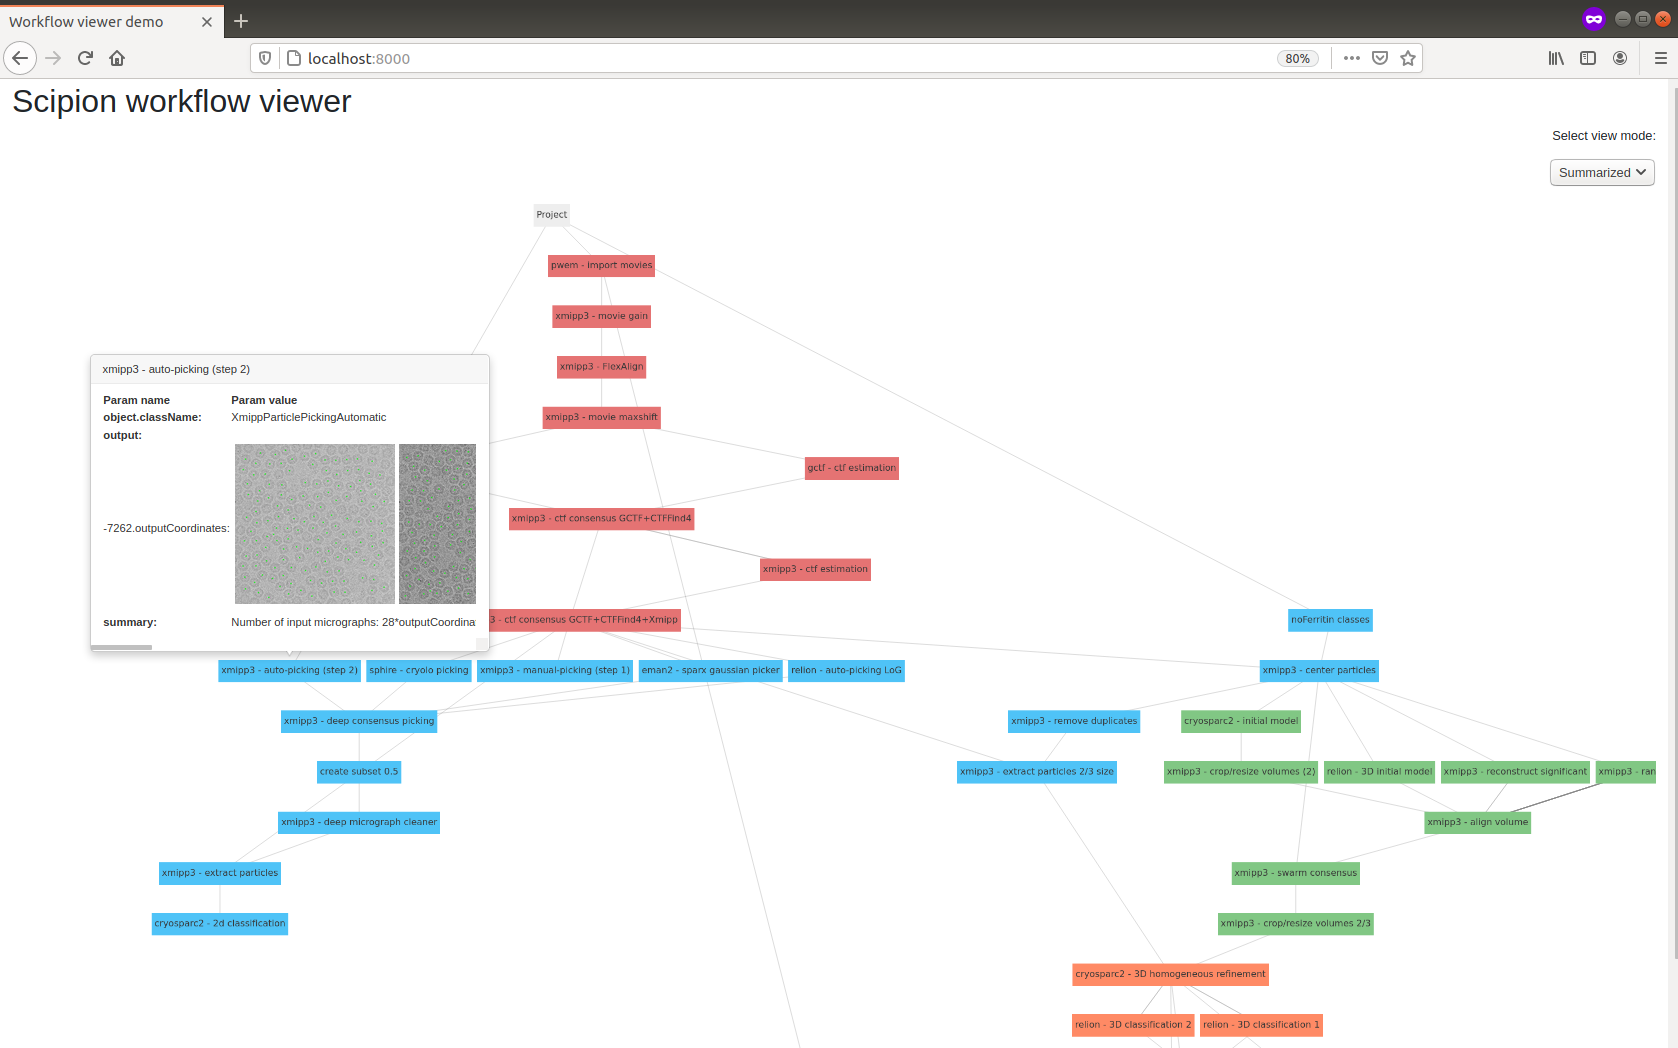 Workflow viewer demo
localhost:8000
80%
Scipion workflow viewer
Select view mode:
Summarized
Project
pwem - import movies
xmipp3 - movie gain
xmipp3 - FlexAlign
xmipp3 - movie maxshift
gctf - ctf estimation
xmipp3 - ctf consensus GCTF+CTFFind4
xmipp3 - ctf estimation
3 - ctf consensus GCTF+CTFFind4+Xmipp
noFerritin classes
xmipp3 - auto-picking (step 2)
Param name Param value
object.className: XmippParticlePickingAutomatic
output:
-7262.outputCoordinates:
summary: Number of input micrographs: 28*outputCoordina
xmipp3 - auto-picking (step 2) sphire - cryolo picking xmipp3 - manual-picking (step 1) eman2 - sparx gaussian picker relion - auto-picking LoG xmipp3 - center particles
xmipp3 - deep consensus picking xmipp3 - remove duplicates cryosparc2 - initial model
create subset 0.5 xmipp3 - extract particles 2/3 size xmipp3 - crop/resize volumes (2) relion - 3D initial model xmipp3 - reconstruct significant xmipp3 - ran
xmipp3 - deep micrograph cleaner xmipp3 - align volume
xmipp3 - extract particles xmipp3 - swarm consensus
cryosparc2 - 2d classification xmipp3 - crop/resize volumes 2/3
cryosparc2 - 3D homogeneous refinement
relion - 3D classification 2 relion - 3D classification 1